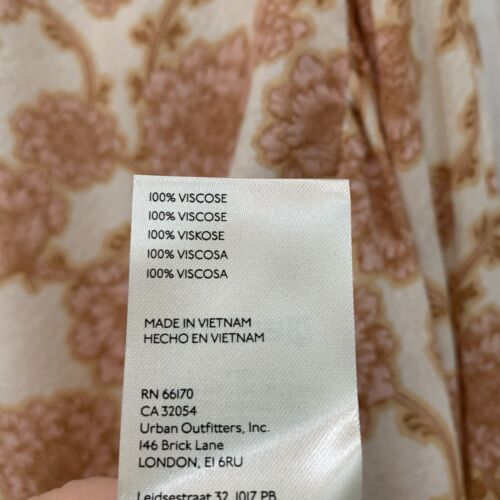 100% VISCOSE
100% VISCOSE
100% VISKOSE
100% VISCOSA
100% VISCOSA
MADE IN VIETNAM
HECHO EN VIETNAM
RN 66170
CA 32054
Urban Outfitters, Inc.
146 Brick Lane
LONDON, E1 6RU
Leidsestraat 32, 1017 PB